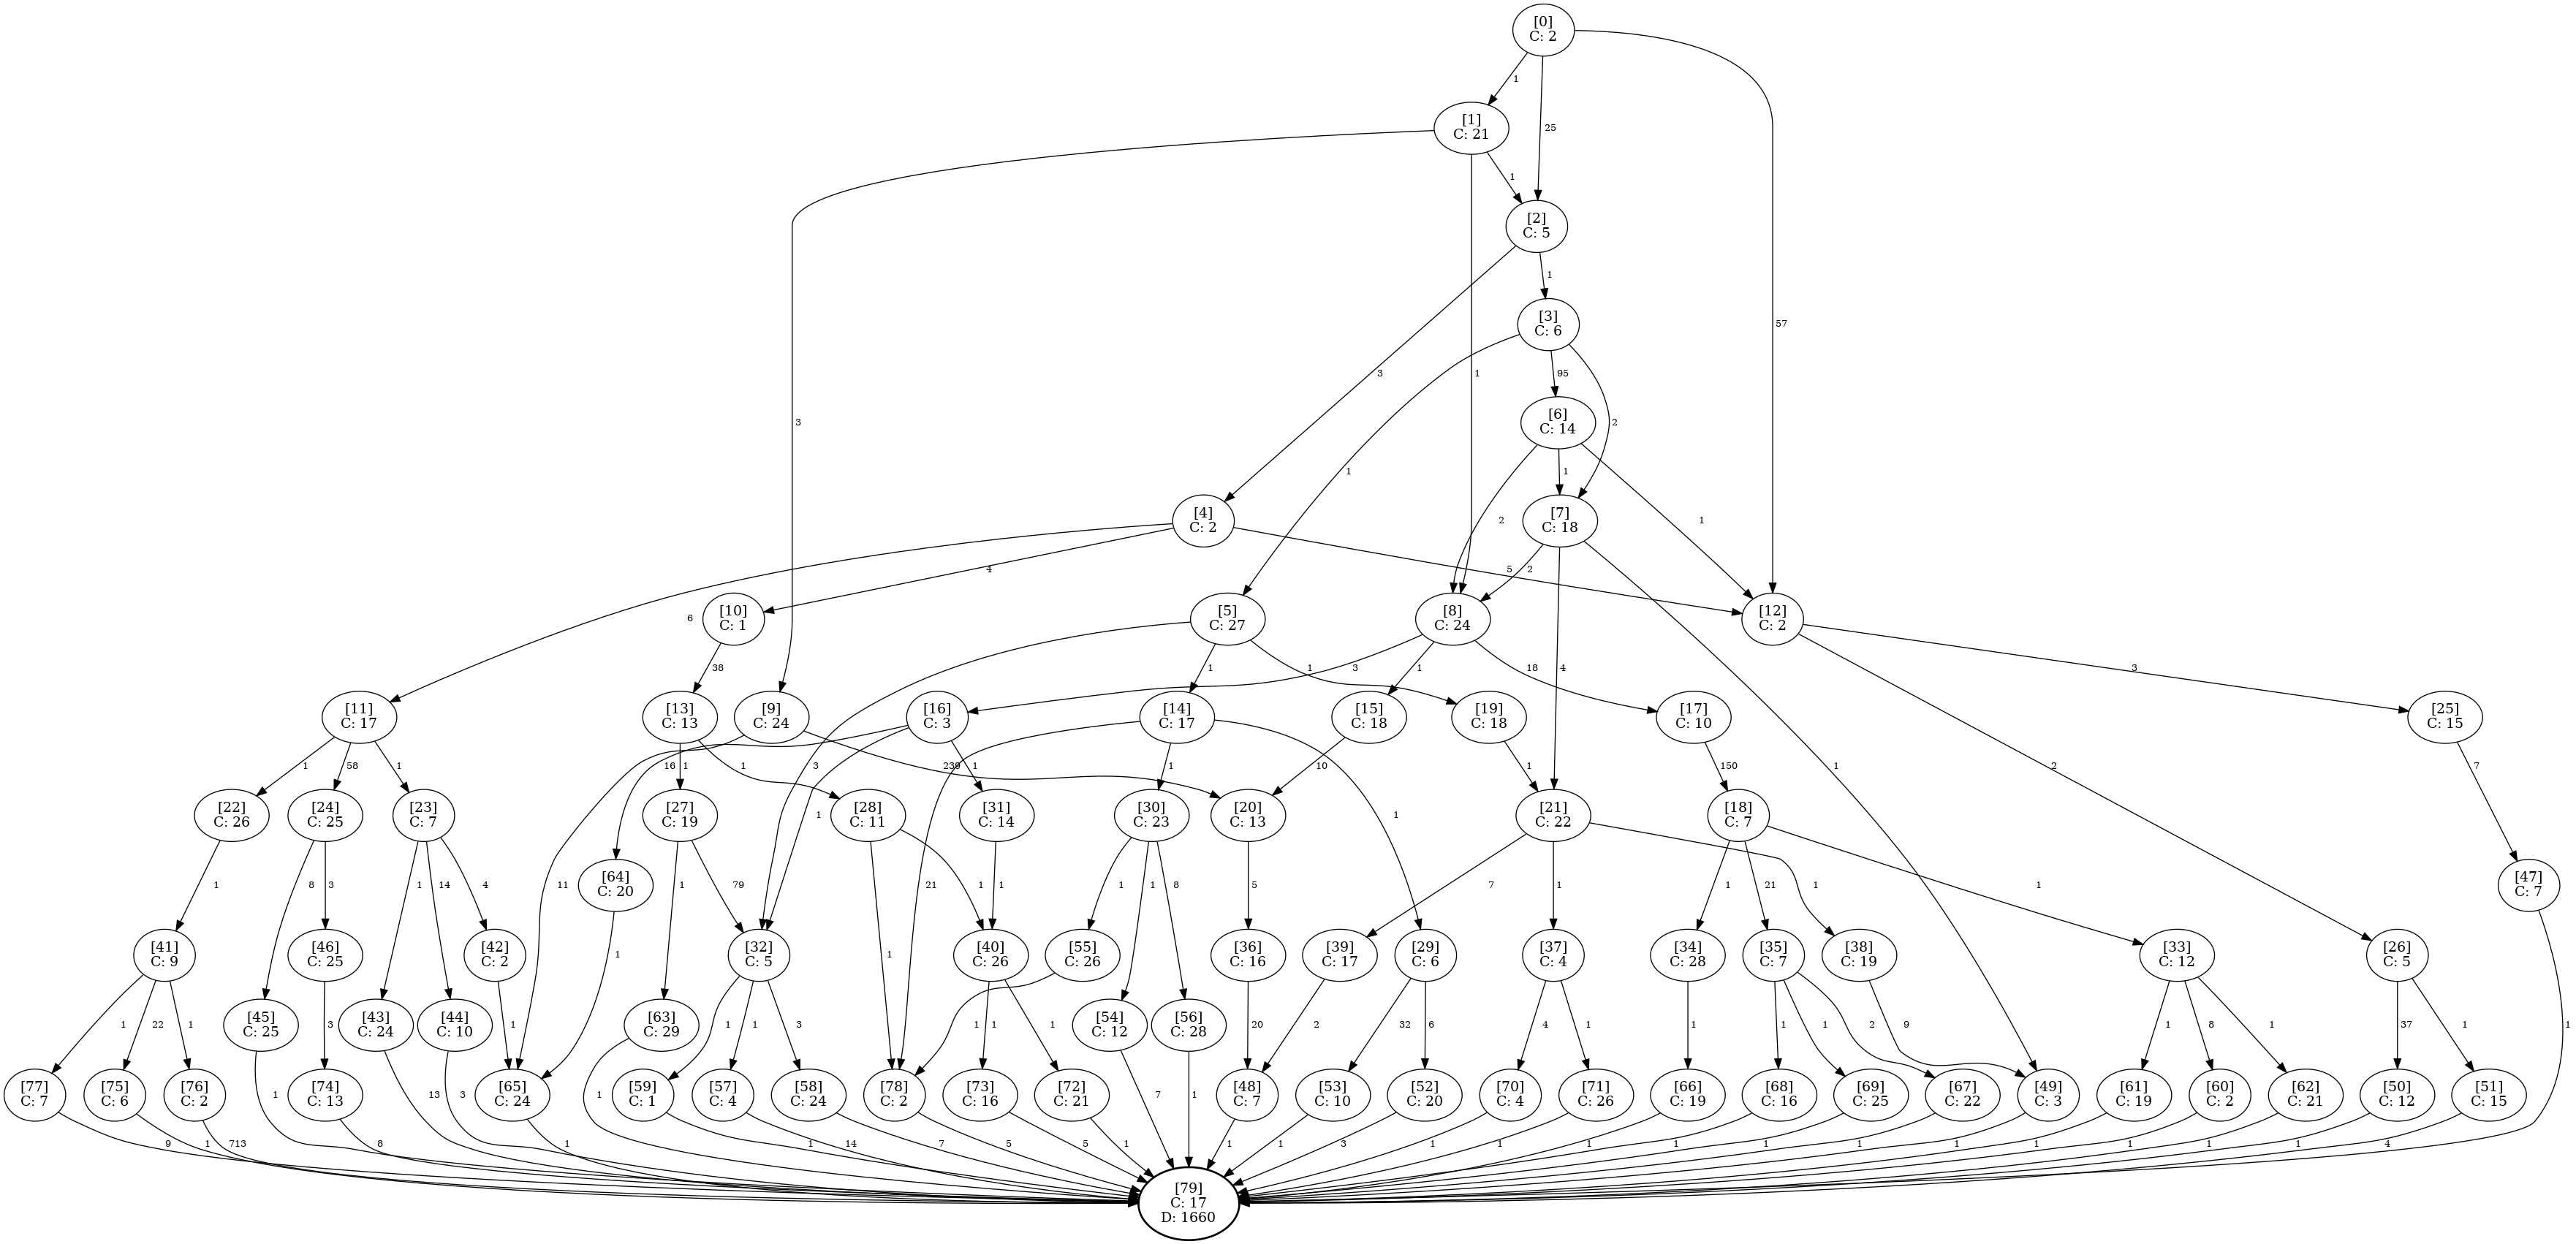 [0]
C: 2
1
25
[1]
C: 21
1
[2]
C: 5
1
[3]
C: 6
57
3
1
95
2
3
1
[6]
C: 14
1
2
1
1
[4]
C: 2
[7]
C: 18
4
5
2
6
[10]
C: 1
[5]
C: 27
[8]
C: 24
[12]
C: 2
38
1
1
3
1
18
4
3
[11]
C: 17
[13]
C: 13
[9]
C: 24
[16]
C: 3
[14]
C: 17
[15]
C: 18
[19]
C: 18
[17]
C: 10
[25]
C: 15
1
58
1
1
1
16
3
239
1
1
10
1
150
1
2
7
[22]
C: 26
[24]
C: 25
[23]
C: 7
[27]
C: 19
[28]
C: 11
[31]
C: 14
[30]
C: 23
[20]
C: 13
[21]
C: 22
[18]
C: 7
1
1
[64]
C: 20
[47]
C: 7
1
8
3
1
14
4
11
1
79
21
1
1
1
1
8
5
7
1
1
1
21
1
[41]
C: 9
[46]
C: 25
[42]
C: 2
1
[32]
C: 5
1
[40]
C: 26
[55]
C: 26
[36]
C: 16
[39]
C: 17
[29]
C: 6
[37]
C: 4
[34]
C: 28
[35]
C: 7
[38]
C: 19
[33]
C: 12
[26]
C: 5
1
22
1
[45]
C: 25
3
[43]
C: 24
[44]
C: 10
1
[63]
C: 29
1
1
3
1
1
1
[54]
C: 12
[56]
C: 28
20
2
32
6
4
1
1
1
1
2
9
1
8
1
37
1
1
[77]
C: 7
[75]
C: 6
[76]
C: 2
[74]
C: 13
[65]
C: 24
[59]
C: 1
[57]
C: 4
[58]
C: 24
[78]
C: 2
[73]
C: 16
[72]
C: 21
[48]
C: 7
[53]
C: 10
[52]
C: 20
[70]
C: 4
[71]
C: 26
[66]
C: 19
[68]
C: 16
[69]
C: 25
[67]
C: 22
[49]
C: 3
[61]
C: 19
[60]
C: 2
[62]
C: 21
[50]
C: 12
[51]
C: 15
1
13
3
1
7
1
9
1
713
8
1
1
14
7
5
5
1
1
1
3
1
1
1
1
1
1
1
1
1
1
1
4
[79]
C: 17
D: 1660